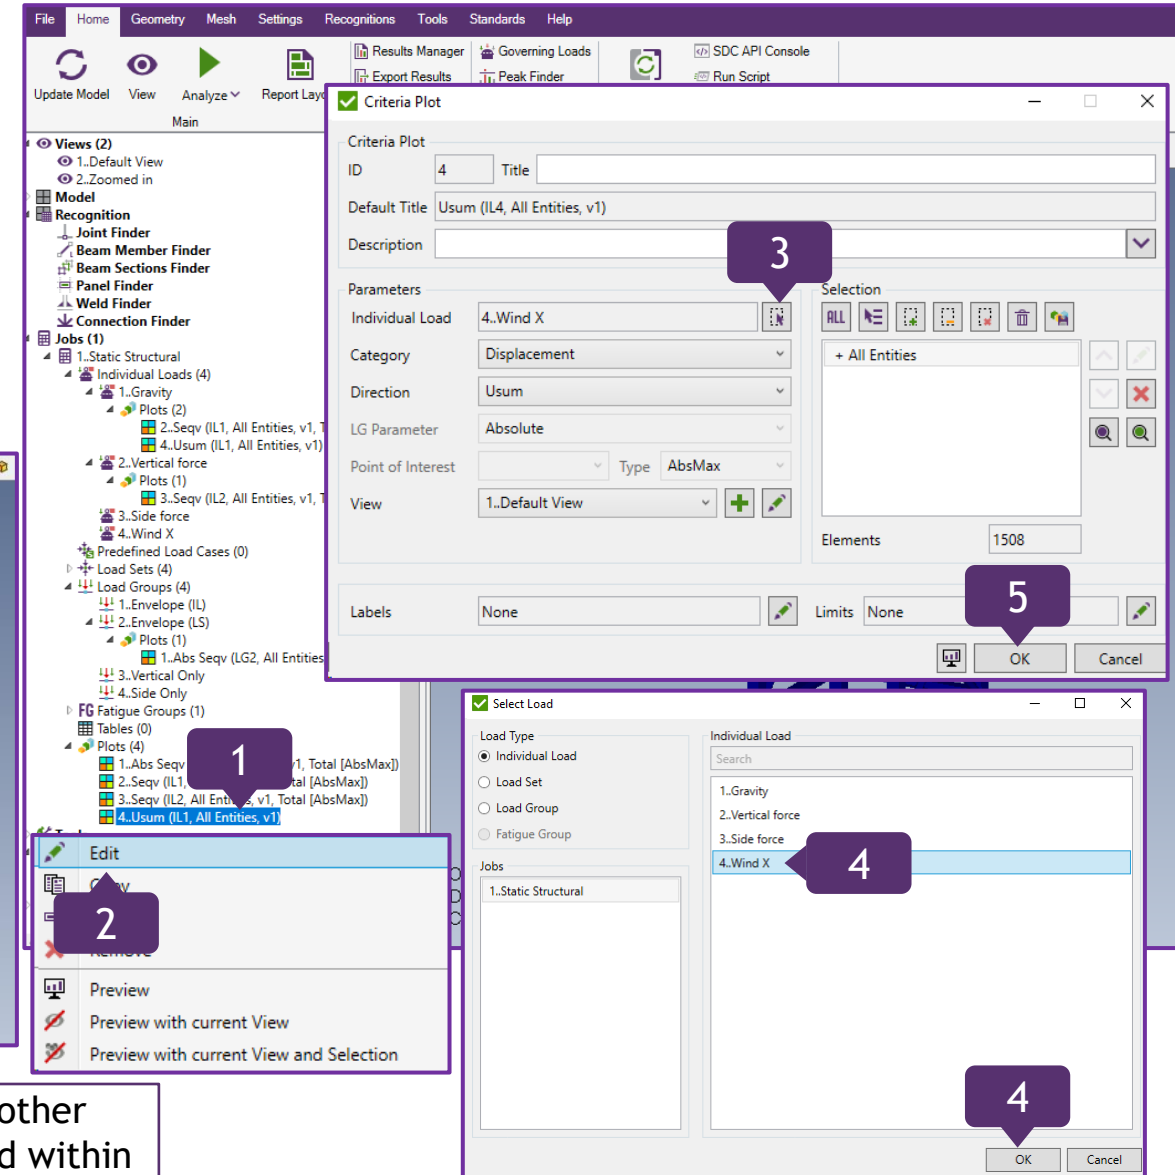 File Home Geometry Mesh Settings Recognitions Tools Standards Help
Results Manager Governing Loads SDC API Console
Export Results Peak Finder Run Script
Update Model View Analyze Report
Main
Views (2)
1..Default View
2..Zoomed in
Model
Recognition
Joint Finder
Beam Member Finder
Beam Sections Finder
Panel Finder
Weld Finder
Connection Finder
Jobs (1)
1..Static Structural
Individual Loads (4)
1..Gravity
Plots (2)
2..Seqv (IL1, All Entities, v1, T
4..Usum (IL1, All Entities, v1)
2..Vertical force
Plots (1)
3..Seqv (IL2, All Entities, v1, T
3..Side force
4..Wind X
Predefined Load Cases (0)
Load Sets (4)
Load Groups (4)
1..Envelope (IL)
2..Envelope (LS)
Plots (1)
1..Abs Seqv (LG2, All Entities
3..Vertical Only
4..Side Only
FG Fatigue Groups (1)
Tables (0)
Plots (4)
1..Abs Seqv v1, Total [AbsMax])
2..Seqv (IL1, tal [AbsMax])
3..Seqv (IL2, All Entities, v1, Total [AbsMax])
4..Usum (IL1, All Entities, v1)
1
Edit
Copy
2
Remove
Preview
Preview with current View
Preview with current View and Selection
Criteria Plot
Criteria Plot
ID 4 Title
Default Title Usum (IL4, All Entities, v1)
Description
3
Parameters
Individual Load 4..Wind X
Category Displacement
Direction Usum
LG Parameter Absolute
Point of Interest Type AbsMax
View 1..Default View
Selection
ALL
+ All Entities
Elements 1508
Labels None Limits None
5
OK Cancel
Select Load
Load Type
Individual Load
Load Set
Load Group
Fatigue Group
Jobs
1..Static Structural
Individual Load
Search
1..Gravity
2..Vertical force
3..Side force
4..Wind X
4
4
OK Cancel
other
d within